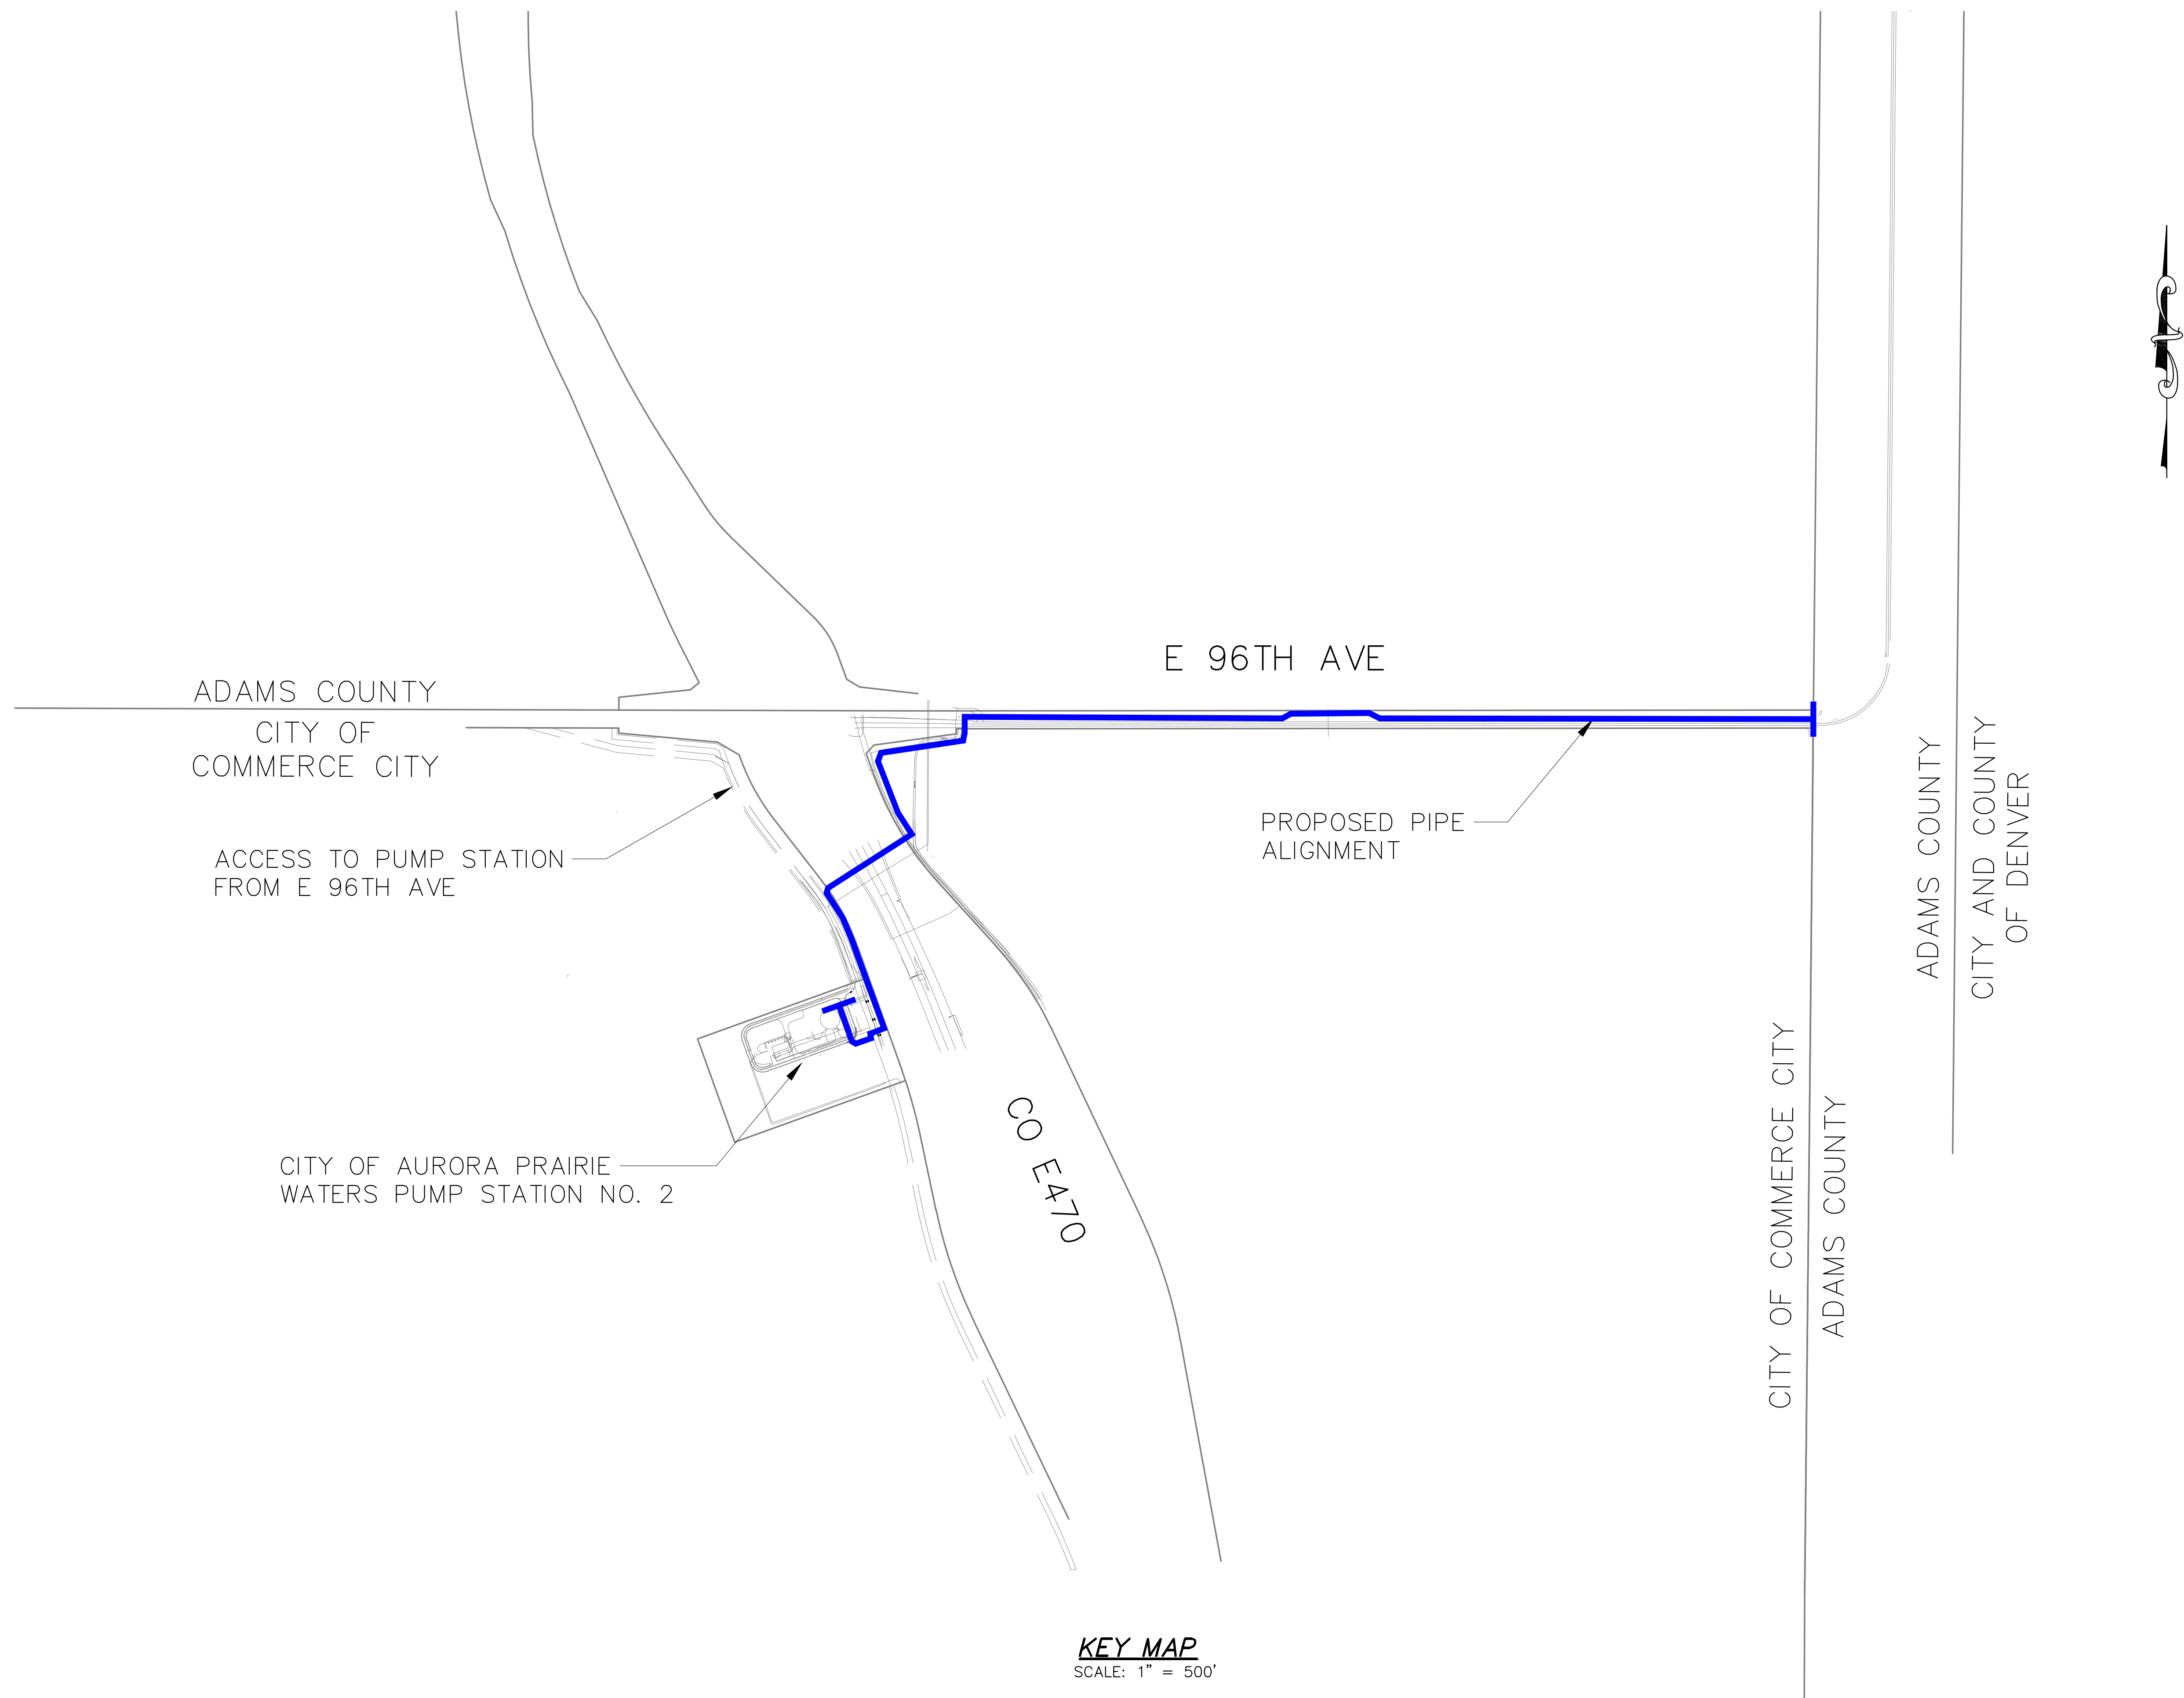 E 96TH AVE
ADAMS COUNTY
CITY OF
COMMERCE CITY
ACCESS TO PUMP STATION
FROM E 96TH AVE
PROPOSED PIPE
ALIGNMENT
ADAMS COUNTY
CITY AND COUNTY
OF DENVER
CITY OF COMMERCE CITY
ADAMS COUNTY
CO E470
CITY OF AURORA PRAIRIE
WATERS PUMP STATION NO. 2
KEY MAP
SCALE: 1" = 500'